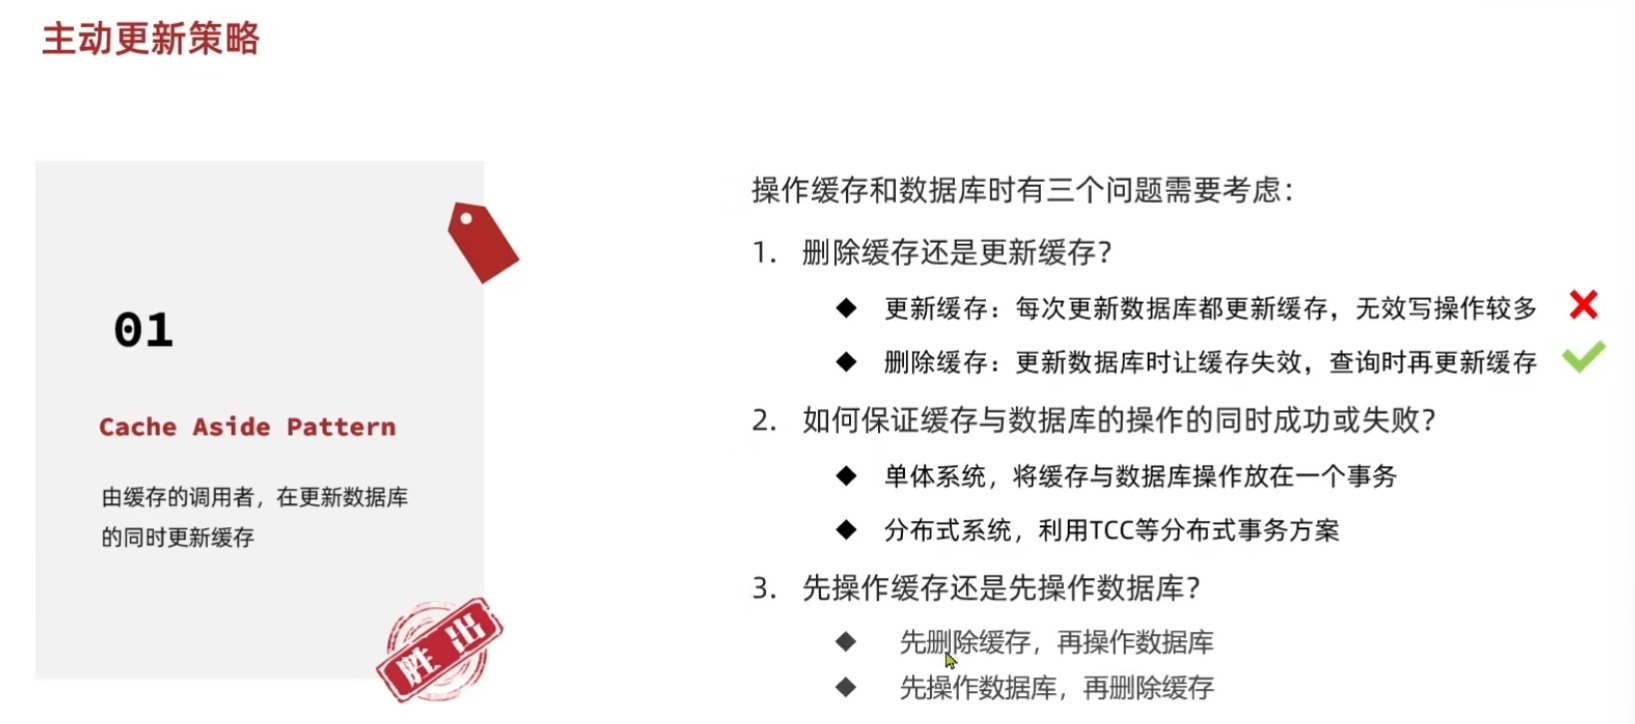 主动更新策略
01
Cache Aside Pattern
由缓存的调用者，在更新数据库
的同时更新缓存
胜出
操作缓存和数据库时有三个问题需要考虑：
1. 删除缓存还是更新缓存？
◆ 更新缓存：每次更新数据库都更新缓存，无效写操作较多
◆ 删除缓存：更新数据库时让缓存失效，查询时再更新缓存
2. 如何保证缓存与数据库的操作的同时成功或失败？
◆ 单体系统，将缓存与数据库操作放在一个事务
◆ 分布式系统，利用TCC等分布式事务方案
3. 先操作缓存还是先操作数据库？
◆ 先删除缓存，再操作数据库
◆ 先操作数据库，再删除缓存